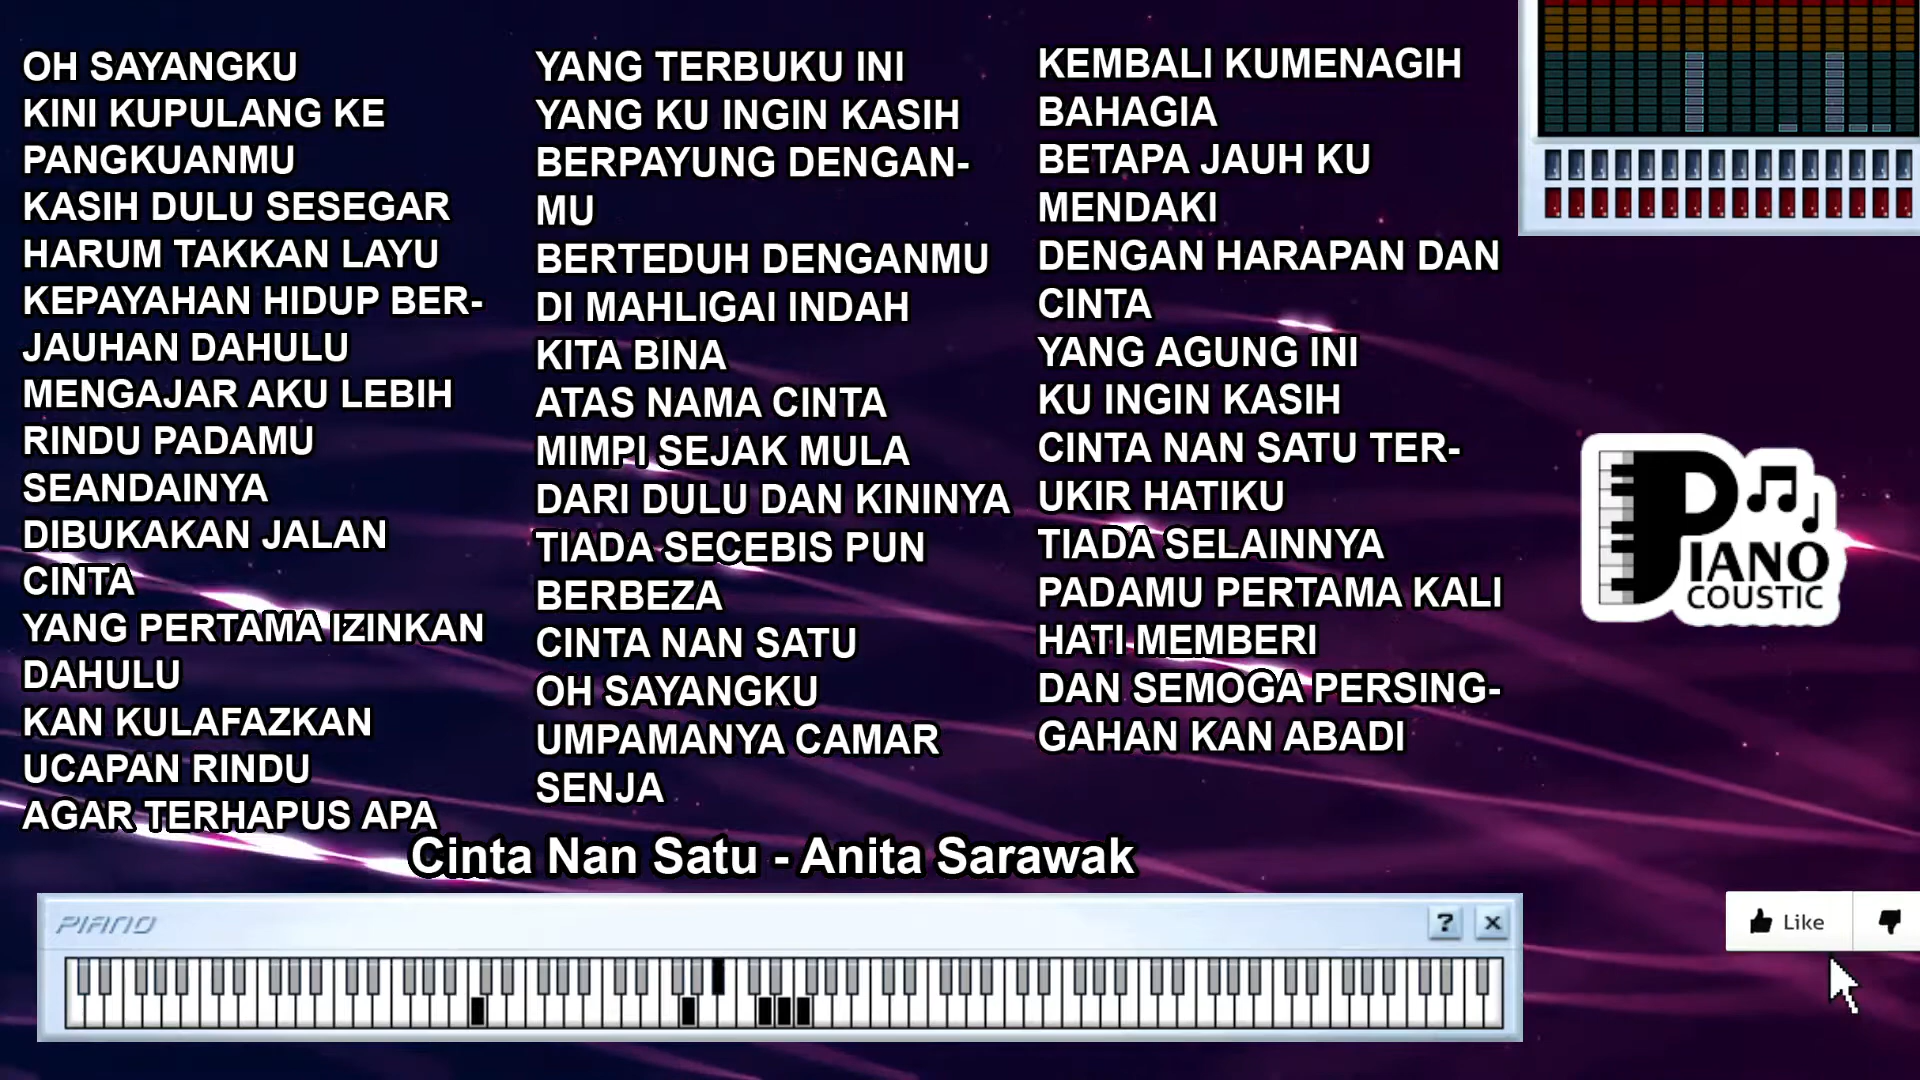 OH SAYANGKU
KINI KUPULANG KE
PANGKUANMU
KASIH DULU SESEGAR
HARUM TAKKAN LAYU
KEPAYAHAN HIDUP BER-
JAUHAN DAHULU
MENGAJAR AKU LEBIH
RINDU PADAMU
SEANDAINYA
DIBUKAKAN JALAN
CINTA
YANG PERTAMA IZINKAN
DAHULU
KAN KULAFAZKAN
UCAPAN RINDU
AGAR TERHAPUS APA
YANG TERBUKU INI
YANG KU INGIN KASIH
BERPAYUNG DENGAN-
MU
BERTEDUH DENGANMU
DI MAHLIGAI INDAH
KITA BINA
ATAS NAMA CINTA
MIMPI SEJAK MULA
DARI DULU DAN KININYA
TIADA SECEBIS PUN
BERBEZA
CINTA NAN SATU
OH SAYANGKU
UMPAMANYA CAMAR
SENJA
KEMBALI KUMENAGIH
BAHAGIA
BETAPA JAUH KU
MENDAKI
DENGAN HARAPAN DAN
CINTA
YANG AGUNG INI
KU INGIN KASIH
CINTA NAN SATU TER-
UKIR HATIKU
TIADA SELAINNYA
PADAMU PERTAMA KALI
HATI MEMBERI
DAN SEMOGA PERSING-
GAHAN KAN ABADI
PIANO
COUSTIC
Cinta Nan Satu - Anita Sarawak
PIANO
? ×
Like